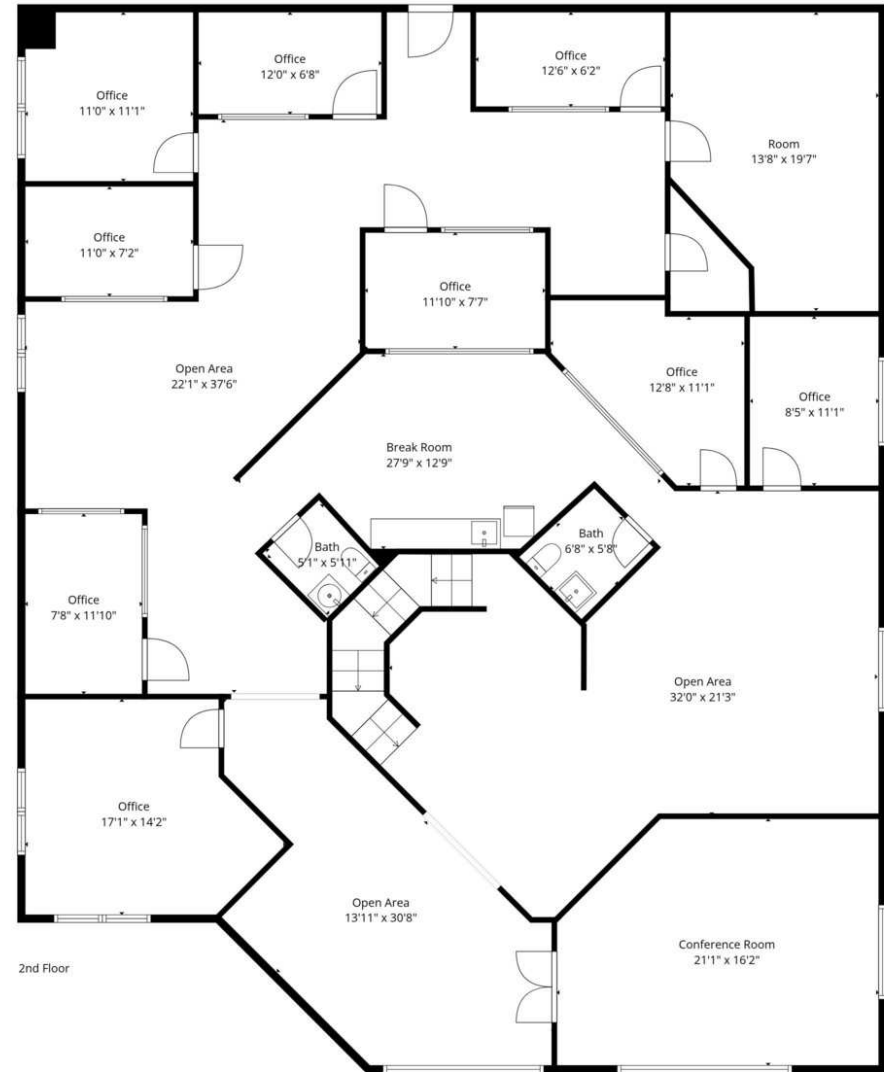 Office
12'0" x 6'8"
Office
12'6" x 6'2"
Office
11'0" x 11'1"
Room
13'8" x 19'7"
Office
11'0" x 7'2"
Office
11'10" x 7'7"
Open Area
22'1" x 37'6"
Office
12'8" x 11'1"
Office
8'5" x 11'1"
Break Room
27'9" x 12'9"
Bath
5'1" x 5'11"
Bath
6'8" x 5'8"
Office
7'8" x 11'10"
Open Area
32'0" x 21'3"
Office
17'1" x 14'2"
Open Area
13'11" x 30'8"
Conference Room
21'1" x 16'2"
2nd Floor